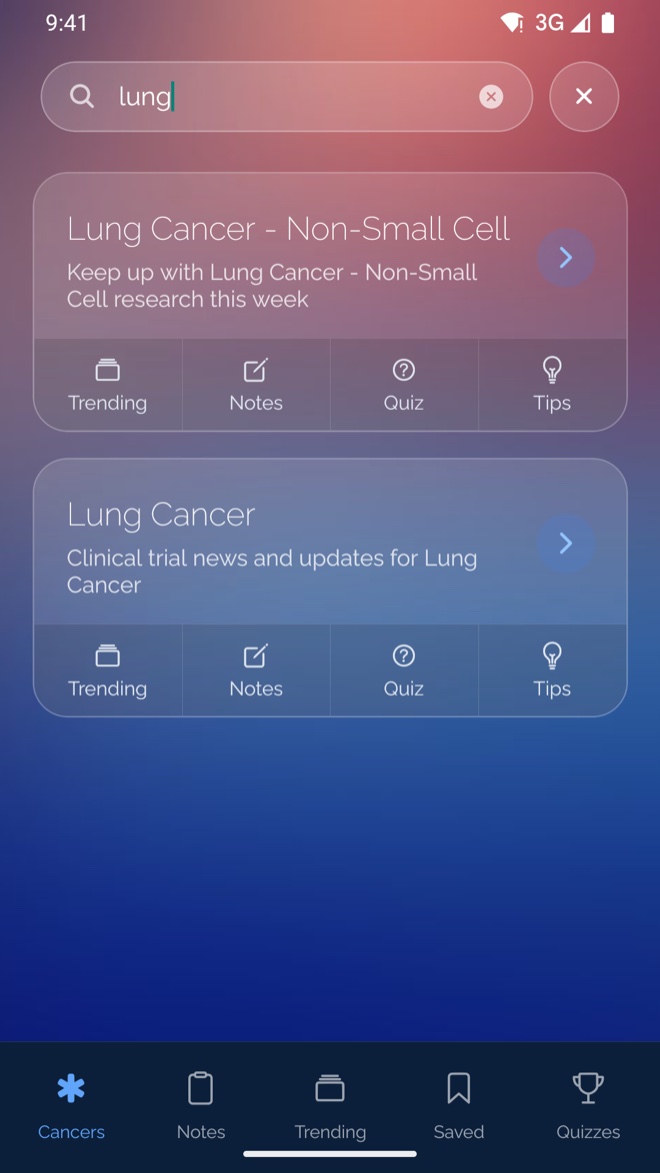 9:41
3G
lung
Lung Cancer - Non-Small Cell
Keep up with Lung Cancer - Non-Small
Cell research this week
Trending
Notes
Quiz
Tips
Lung Cancer
Clinical trial news and updates for Lung
Cancer
Trending
Notes
Quiz
Tips
Cancers
Notes
Trending
Saved
Quizzes